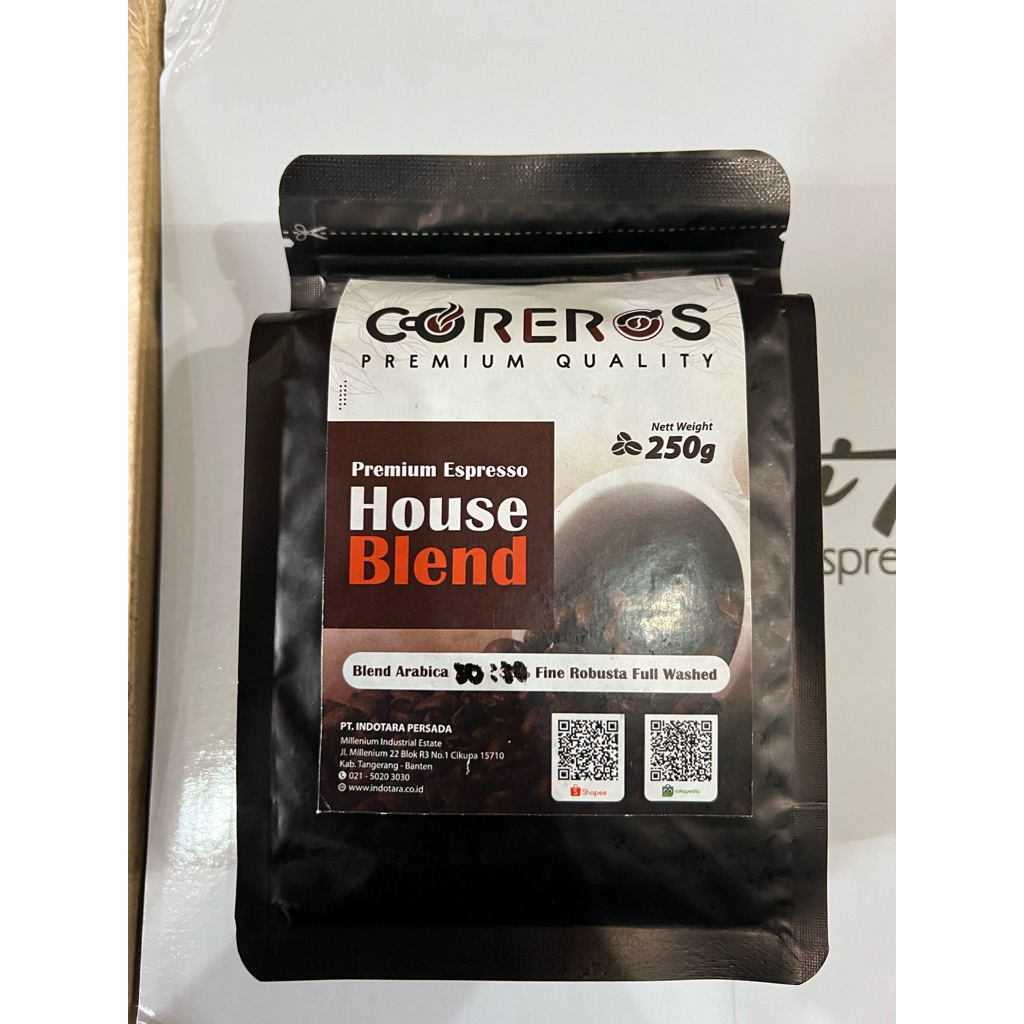 COREROS
PREMIUM QUALITY
Nett Weight
250g
Premium Espresso
House
Blend
Blend Arabica Fine Robusta Full Washed
PT. INDOTARA PERSADA
Millenium Industrial Estate
Jl. Millenium 22 Blok R3 No.1 Cikupa 15710
Kab. Tangerang - Banten
021 - 5020 3030
www.indotara.co.id
Shopee
tokopedia